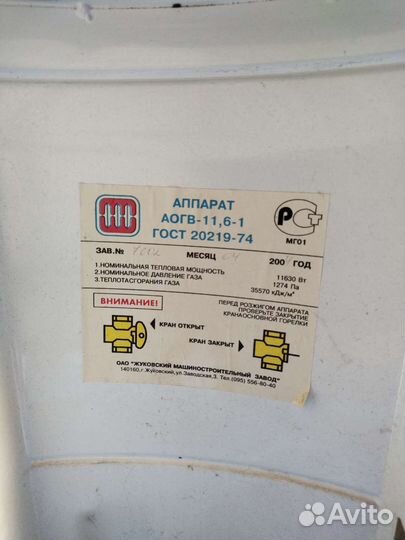 АППАРАТ
АОГВ-11,6-1
ГОСТ 20219-74
РСТ
МГ01
ЗАВ.№ МЕСЯЦ 04 200 ГОД
1.НОМИНАЛЬНАЯ ТЕПЛОВАЯ МОЩНОСТЬ 11630 Вт
2.НОМИНАЛЬНОЕ ДАВЛЕНИЕ ГАЗА 1274 Па
3.ТЕПЛОТАСГОРАНИЯ ГАЗА 35570 кДж/м³
ВНИМАНИЕ!
ПЕРЕД РОЗЖИГОМ АППАРАТА
ПРОВЕРЬТЕ ЗАКРЫТИЕ
КРАНА ОСНОВНОЙ ГОРЕЛКИ
КРАН ОТКРЫТ
КРАН ЗАКРЫТ
ОАО "ЖУКОВСКИЙ МАШИНОСТРОИТЕЛЬНЫЙ ЗАВОД"
140160,г.Жуковский,ул.Заводская,3. Тел.(095) 556-80-40
Avito